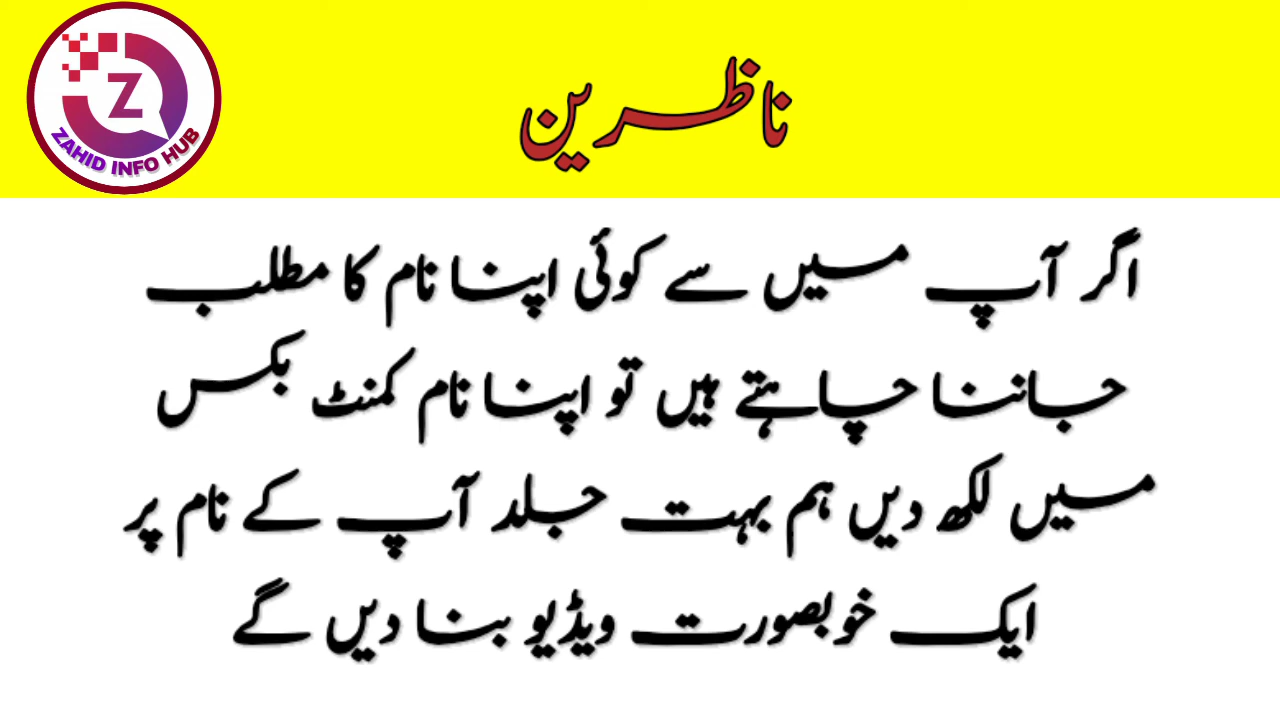 Z
ZAHID INFO HUB
ناظرین
اگر آپ میں سے کوئی اپنا نام کا مطلب
جاننا چاہتے ہیں تو اپنا نام کمنٹ بکس
میں لکھ دیں ہم بہت جلد آپ کے نام پر
ایک خوبصورت ویڈیو بنا دیں گے